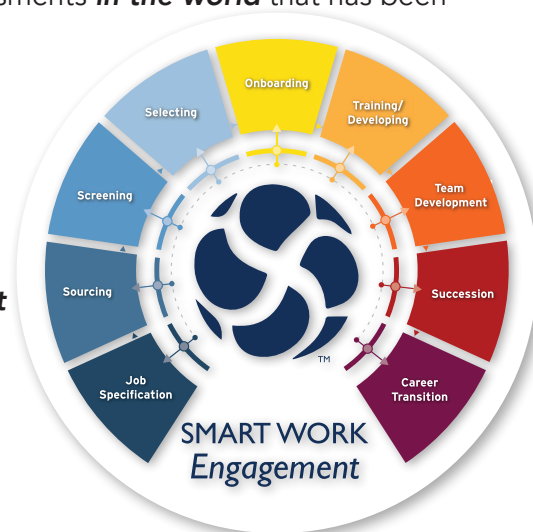 sments in the world that has been
Onboarding
Selecting
Training/
Developing
Screening
Team
Development
Sourcing
Succession
t
Job
Specification
Career
Transition
TM
SMART WORK
Engagement